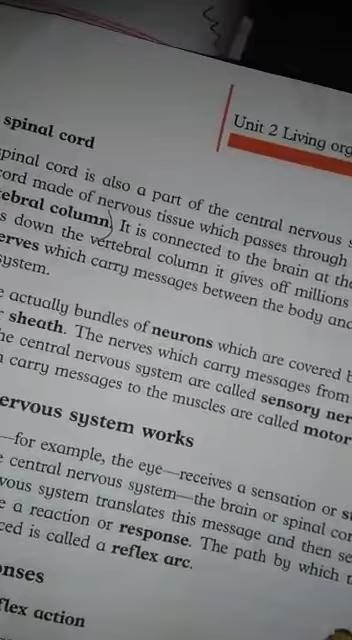 Unit 2 Living org
spinal cord
spinal cord is also a part of the central nervous
cord made of nervous tissue which passes through
ebral column) It is connected to the brain at the
s down the vertebral column it gives off millions
erves which carry messages between the body and
system.
e actually bundles of neurons which are covered b
sheath. The nerves which carry messages from
he central nervous system are called sensory ner
carry messages to the muscles are called motor
ervous system works
—for example, the eye—receives a sensation or s
e central nervous system—the brain or spinal cor
vous system translates this message and then se
e a reaction or response. The path by which
ced is called a reflex arc.
onses
flex action